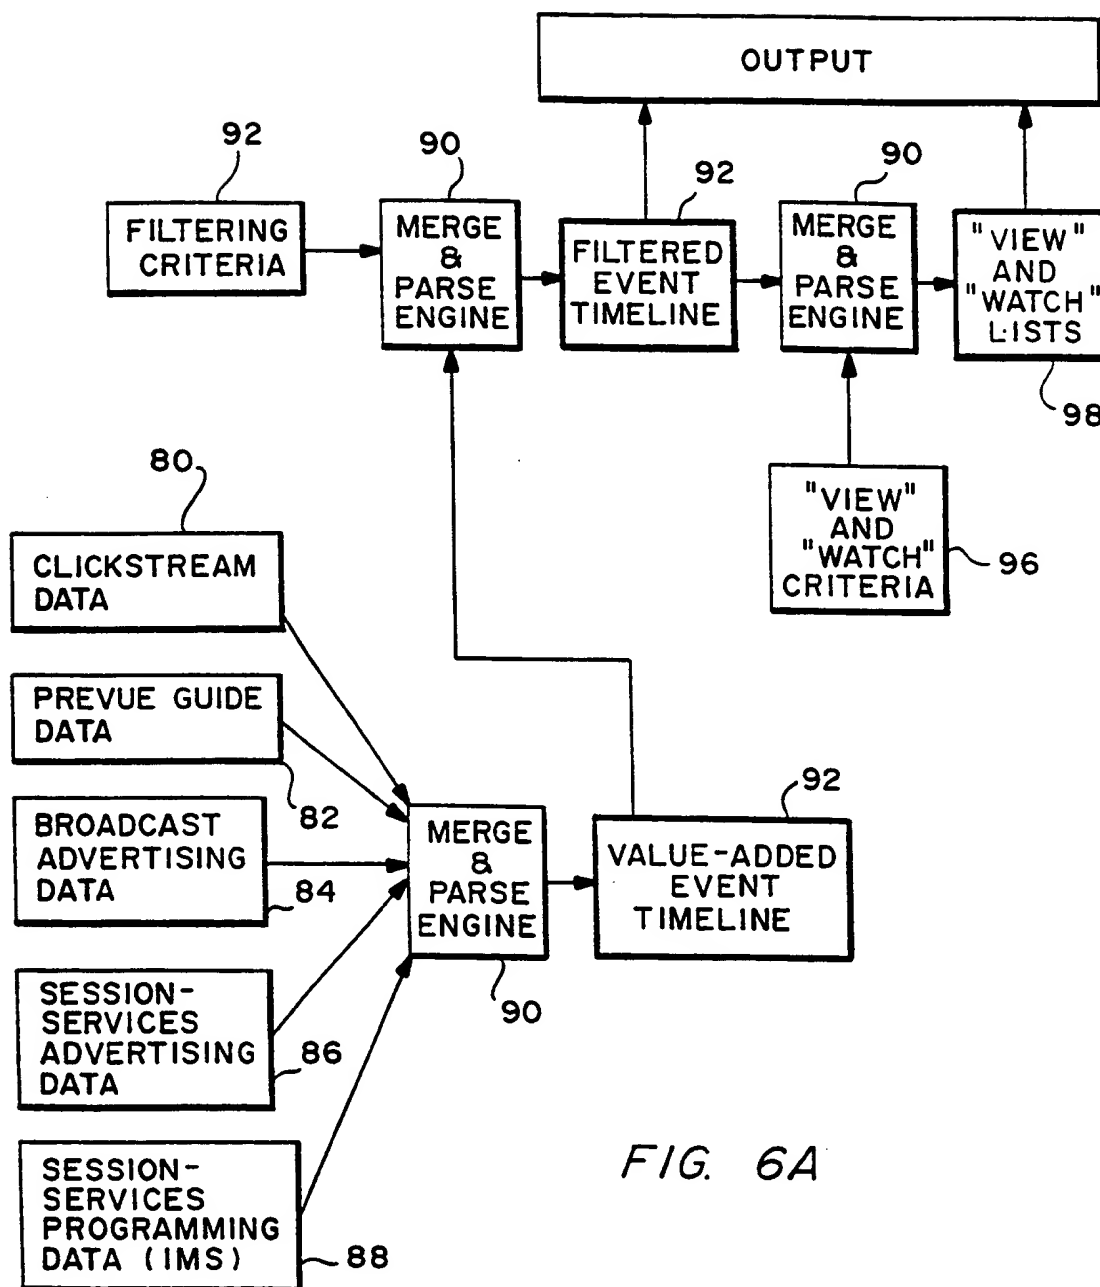 OUTPUT
92
FILTERING
CRITERIA
90
MERGE
&
PARSE
ENGINE
92
FILTERED
EVENT
TIMELINE
90
MERGE
&
PARSE
ENGINE
"VIEW"
AND
"WATCH"
LISTS
98
"VIEW"
AND
"WATCH"
CRITERIA
96
80
CLICKSTREAM
DATA
PREVUE GUIDE
DATA
82
BROADCAST
ADVERTISING
DATA
84
SESSION-
SERVICES
ADVERTISING
DATA
86
SESSION-
SERVICES
PROGRAMMING
DATA (IMS)
88
MERGE
&
PARSE
ENGINE
90
92
VALUE-ADDED
EVENT
TIMELINE
FIG. 6A